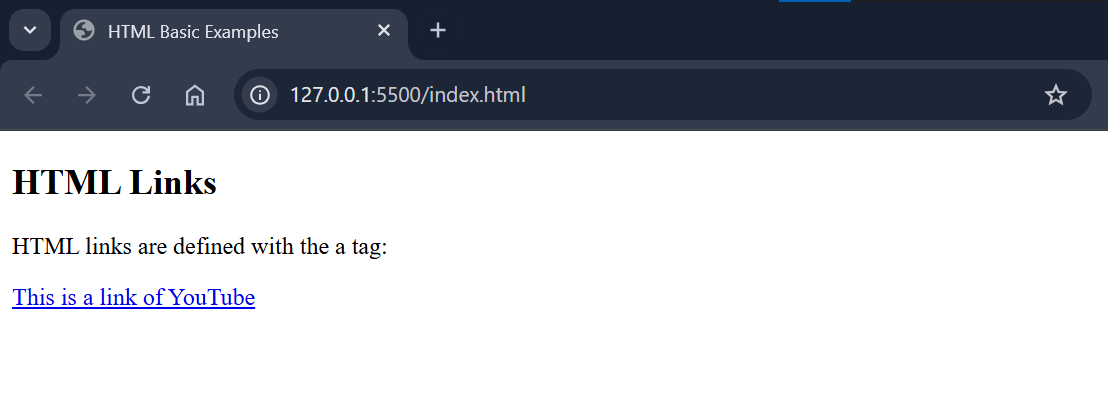 HTML Basic Examples
127.0.0.1:5500/index.html
HTML Links
HTML links are defined with the a tag:
This is a link of YouTube